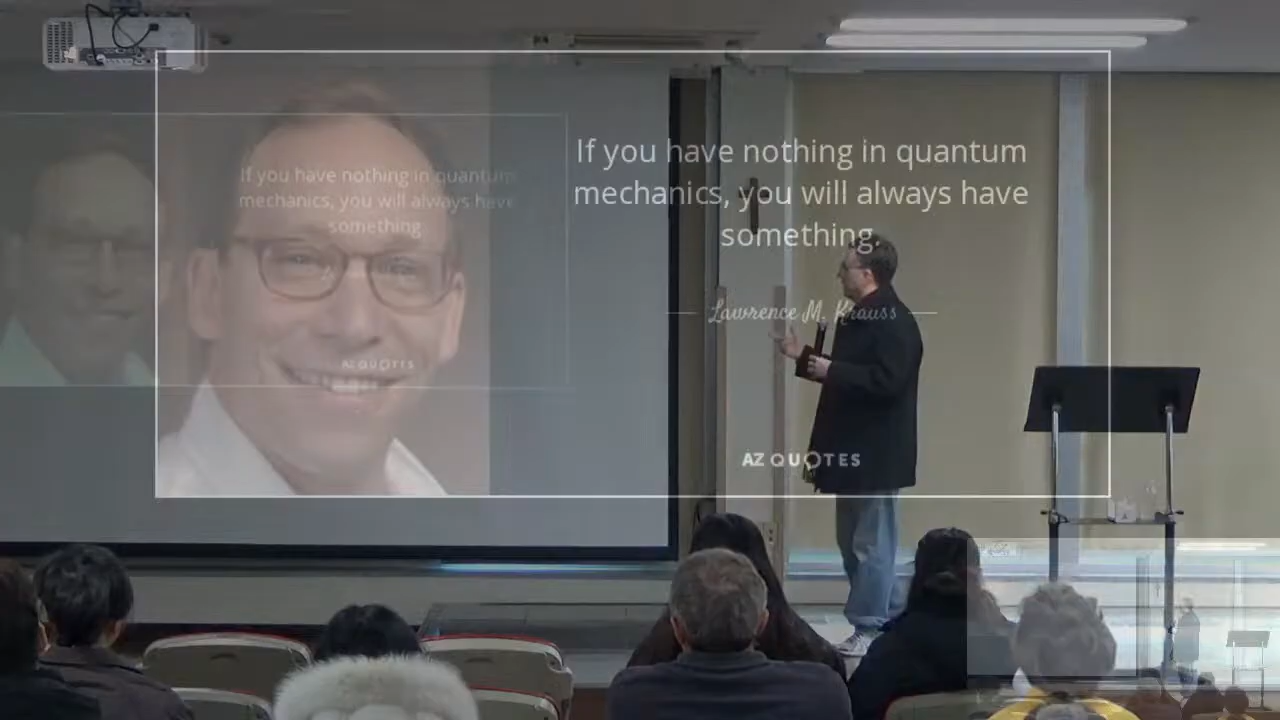 If you have nothing in quantum
mechanics, you will always have
something.
Lawrence M. Krauss
AZ QUOTES
If you have nothing in quantum
mechanics, you will always have
something
AZ QUOTES